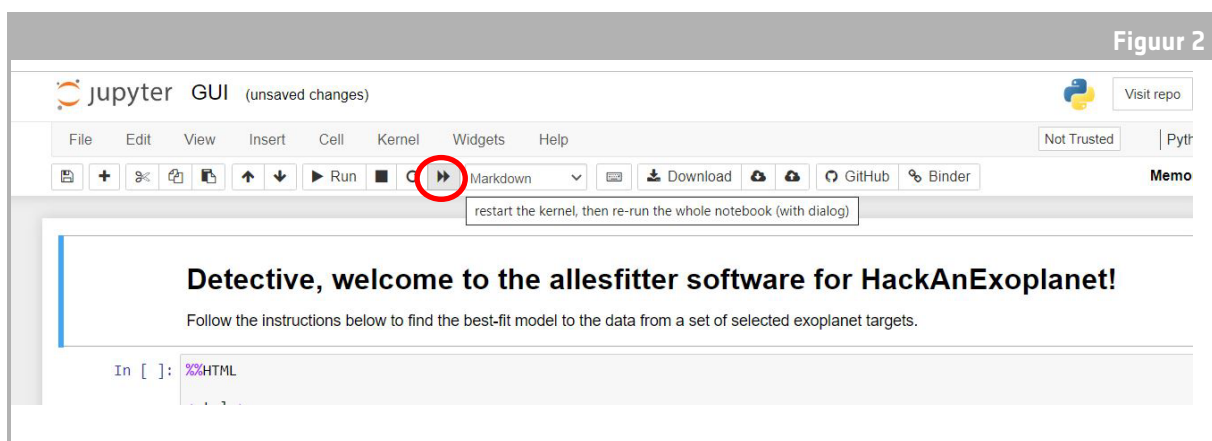 Figuur 2
jupyter GUI (unsaved changes)
Visit repo
File Edit View Insert Cell Kernel Widgets Help
Not Trusted
Run Markdown Download GitHub Binder
restart the kernel, then re-run the whole notebook (with dialog)
Detective, welcome to the allesfitter software for HackAnExoplanet!
Follow the instructions below to find the best-fit model to the data from a set of selected exoplanet targets.
In [ ]: %%HTML